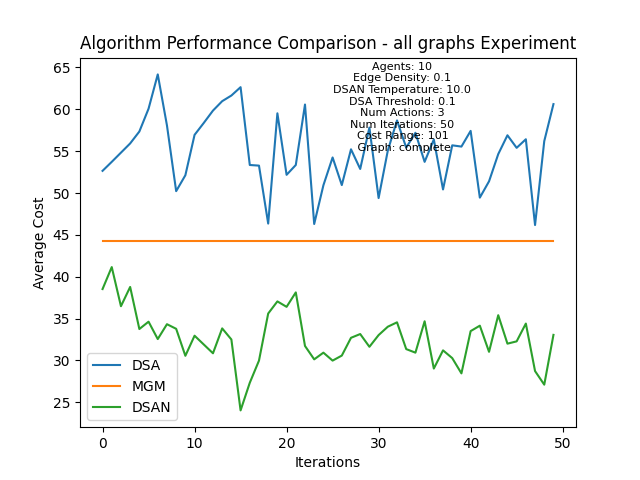 Algorithm Performance Comparison - all graphs Experiment
Agents: 10
Edge Density: 0.1
DSAN Temperature: 10.0
DSA Threshold: 0.1
Num Actions: 3
Num Iterations: 50
Cost Range: 101
Graph: complete
Average Cost
65
60
55
50
45
40
35
30
25
DSA
MGM
DSAN
0
10
20
30
40
50
Iterations